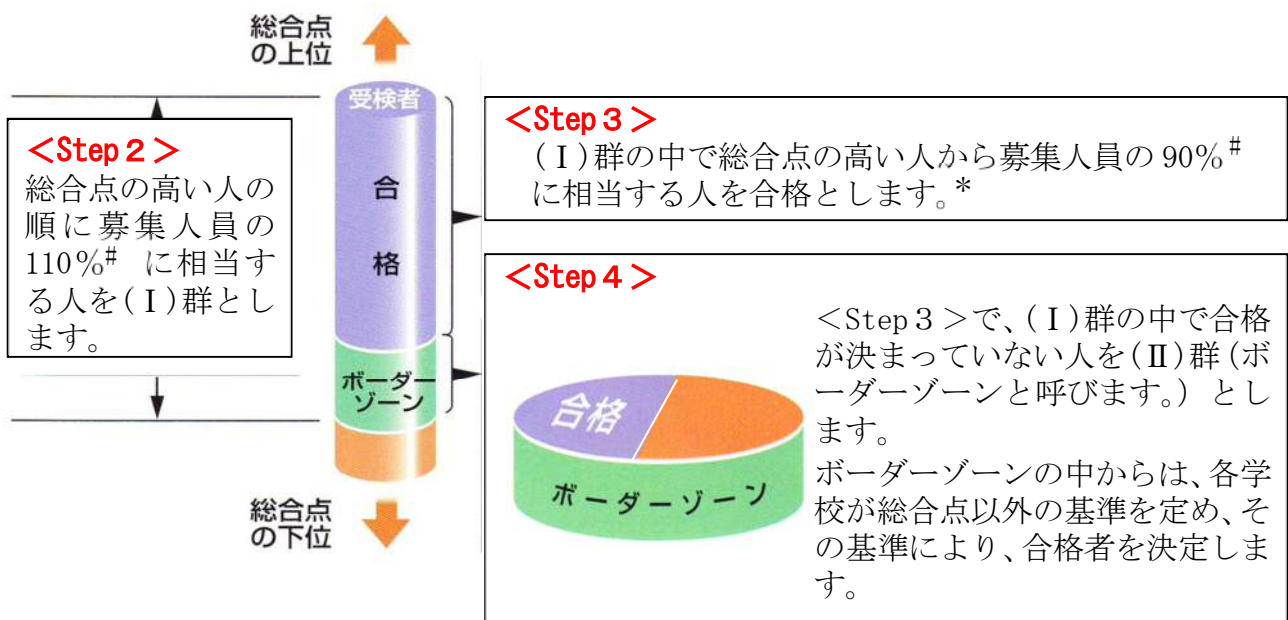 総合点
の上位
受検者
合
格
ボーダー
ゾーン
総合点
の下位
<Step２>
総合点の高い人の
順に募集人員の
110%# に相当す
る人を(Ⅰ)群とし
ます。
<Step３>
(Ⅰ)群の中で総合点の高い人から募集人員の 90%#
に相当する人を合格とします。*
<Step４>
合格
ボーダーゾーン
<Step３>で、(Ⅰ)群の中で合格
が決まっていない人を(Ⅱ)群(ボ
ーダーゾーンと呼びます。) とし
ます。
ボーダーゾーンの中からは、各学
校が総合点以外の基準を定め、そ
の基準により、合格者を決定しま
す。